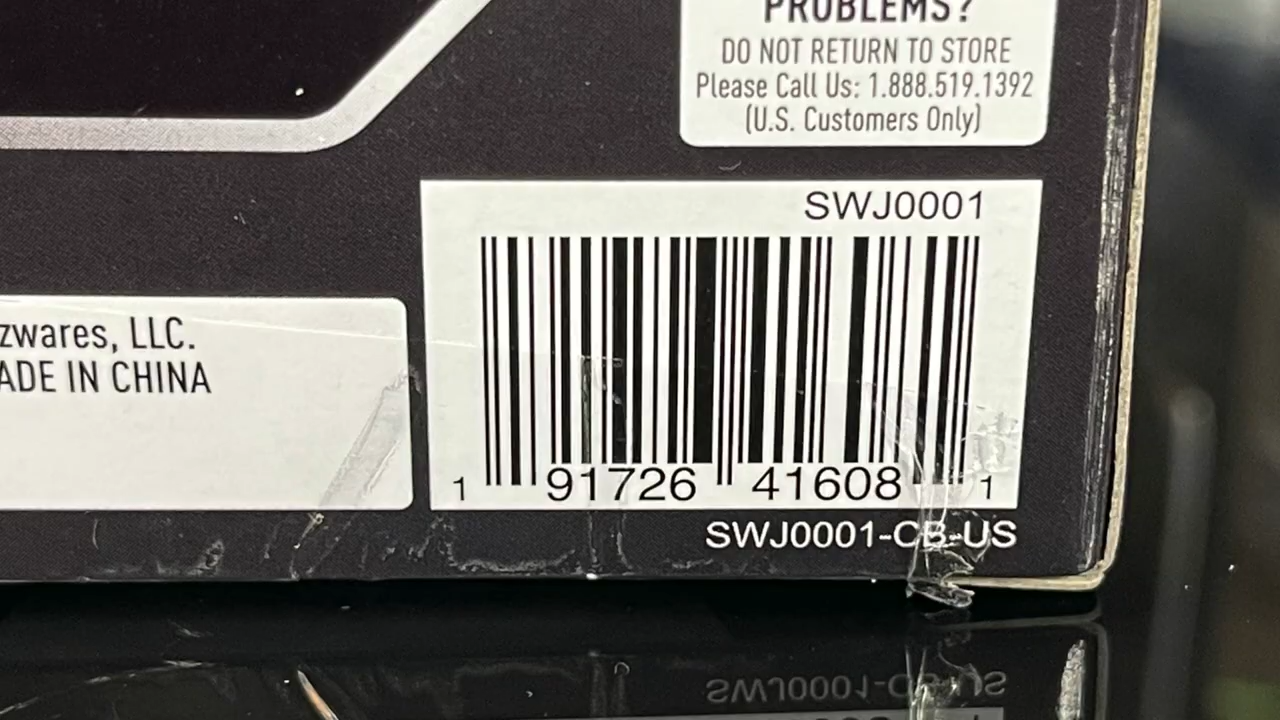 PROBLEMS?
DO NOT RETURN TO STORE
Please Call Us: 1.888.519.1392
(U.S. Customers Only)
SWJ0001
zwares, LLC.
ADE IN CHINA
1 91726 41608 1
SWJ0001-CB-US